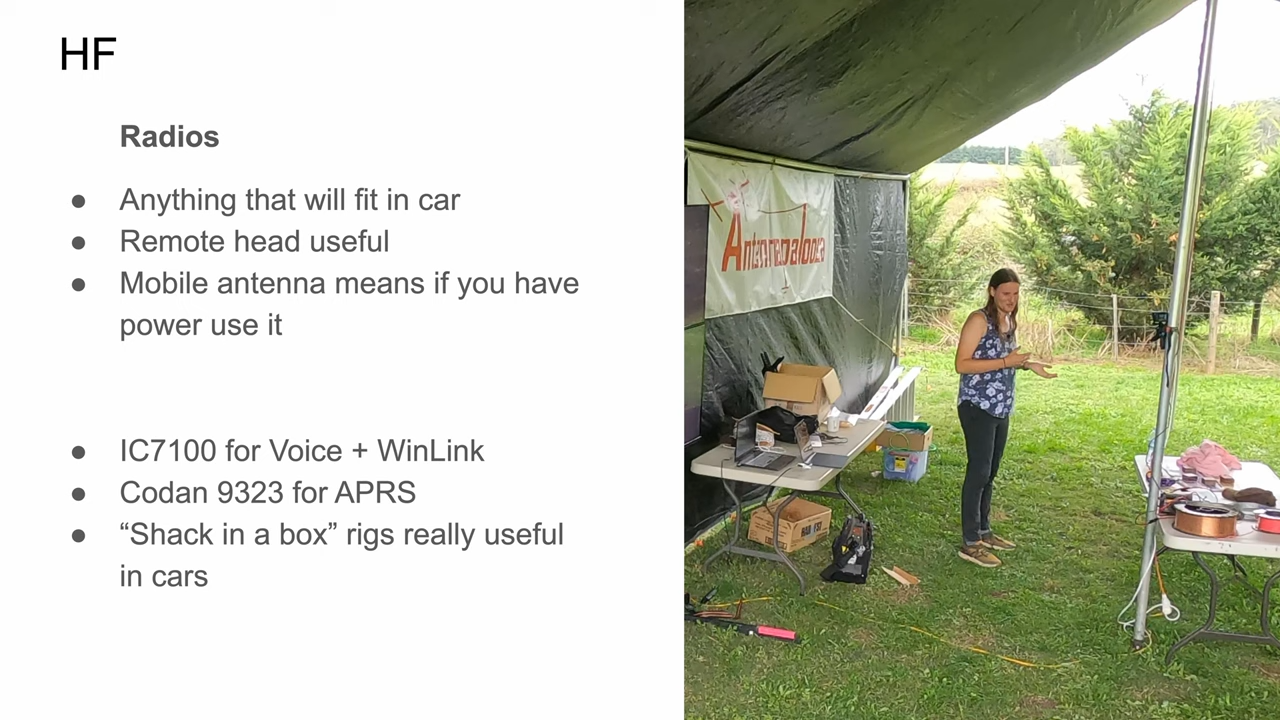 HF
Radios
● Anything that will fit in car
● Remote head useful
● Mobile antenna means if you have
power use it
● IC7100 for Voice + WinLink
● Codan 9323 for APRS
● “Shack in a box” rigs really useful
in cars
Antennapalooza